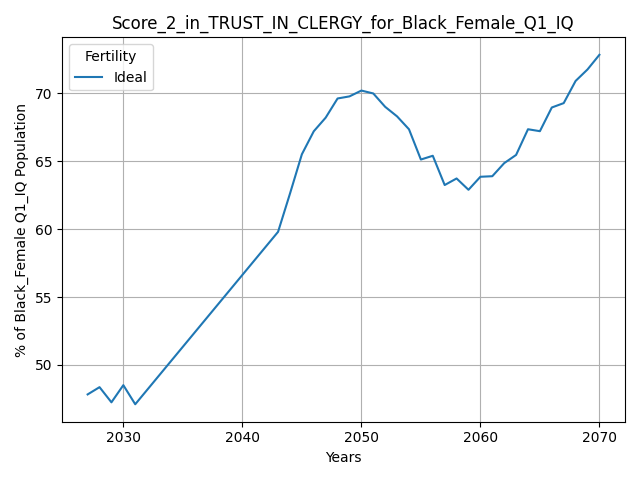 Score_2_in_TRUST_IN_CLERGY_for_Black_Female_Q1_IQ
Fertility
Ideal
% of Black_Female Q1_IQ Population
70
65
60
55
50
2030 2040 2050 2060 2070
Years